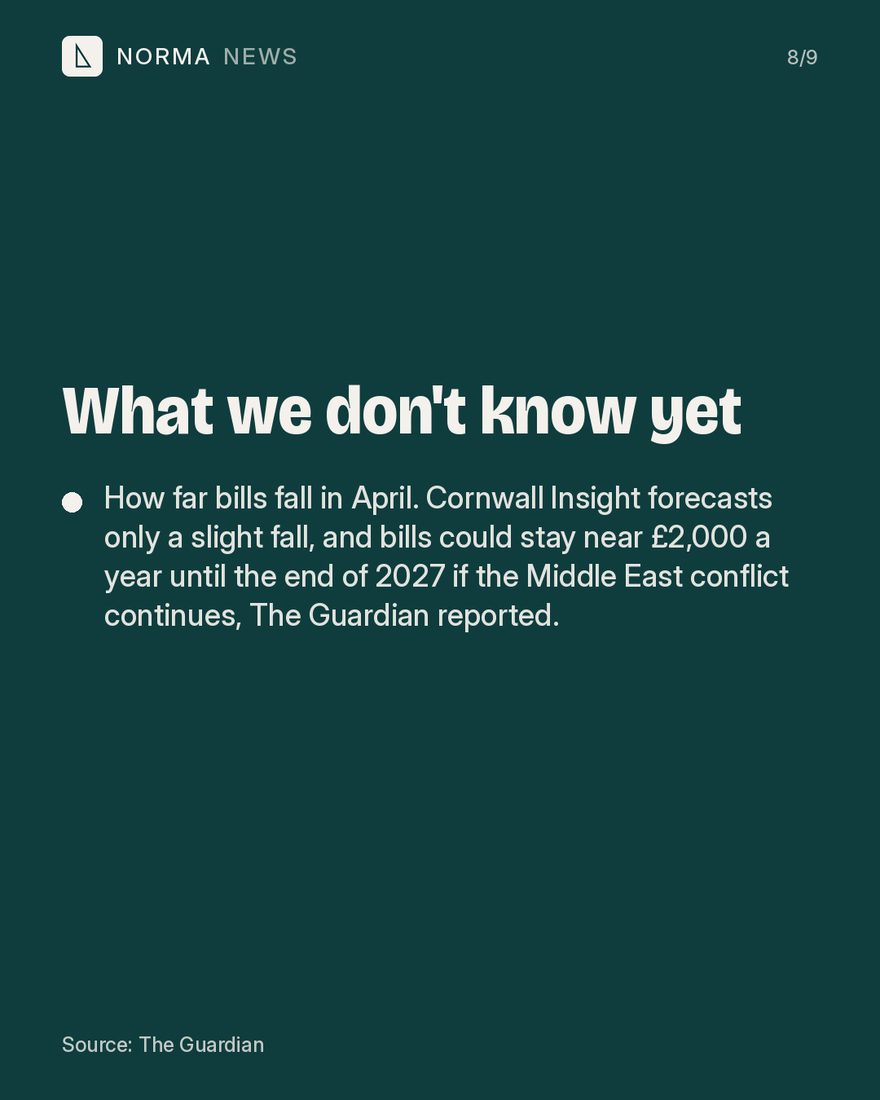 NORMA NEWS
8/9
What we don't know yet
How far bills fall in April. Cornwall Insight forecasts
only a slight fall, and bills could stay near £2,000 a
year until the end of 2027 if the Middle East conflict
continues, The Guardian reported.
Source: The Guardian